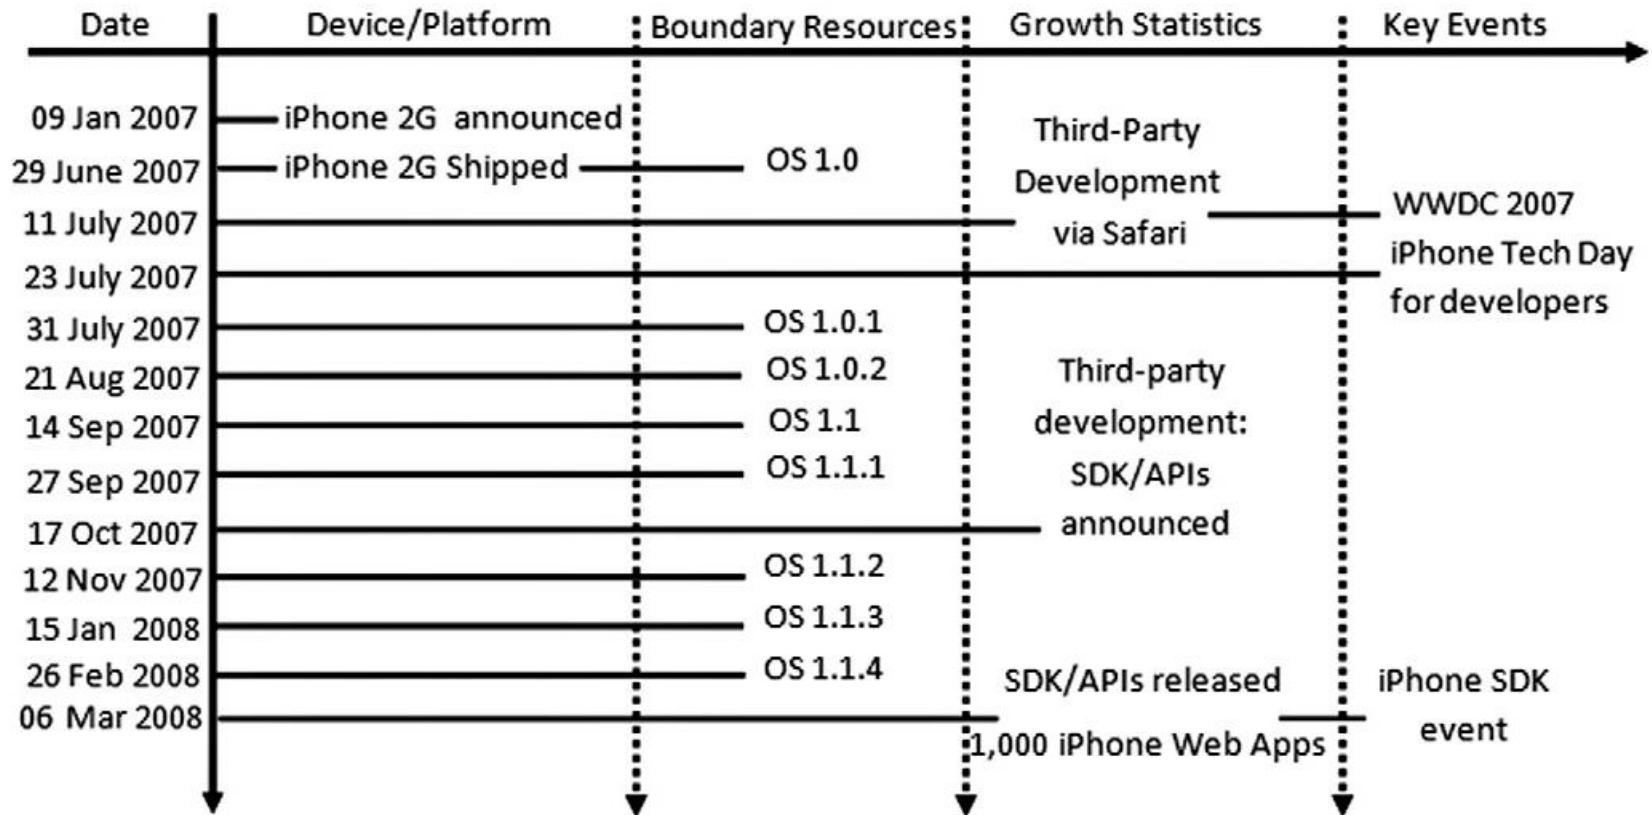 Date Device/Platform Boundary Resources Growth Statistics Key Events
09 Jan 2007 iPhone 2G announced
Third-Party
29 June 2007 iPhone 2G Shipped OS 1.0
Development
11 July 2007 via Safari WWDC 2007
23 July 2007 iPhone Tech Day
for developers
31 July 2007 OS 1.0.1
21 Aug 2007 OS 1.0.2 Third-party
14 Sep 2007 OS 1.1 development:
27 Sep 2007 OS 1.1.1 SDK/APIs
17 Oct 2007 announced
12 Nov 2007 OS 1.1.2
15 Jan 2008 OS 1.1.3
26 Feb 2008 OS 1.1.4 SDK/APIs released iPhone SDK
06 Mar 2008 event
1,000 iPhone Web Apps